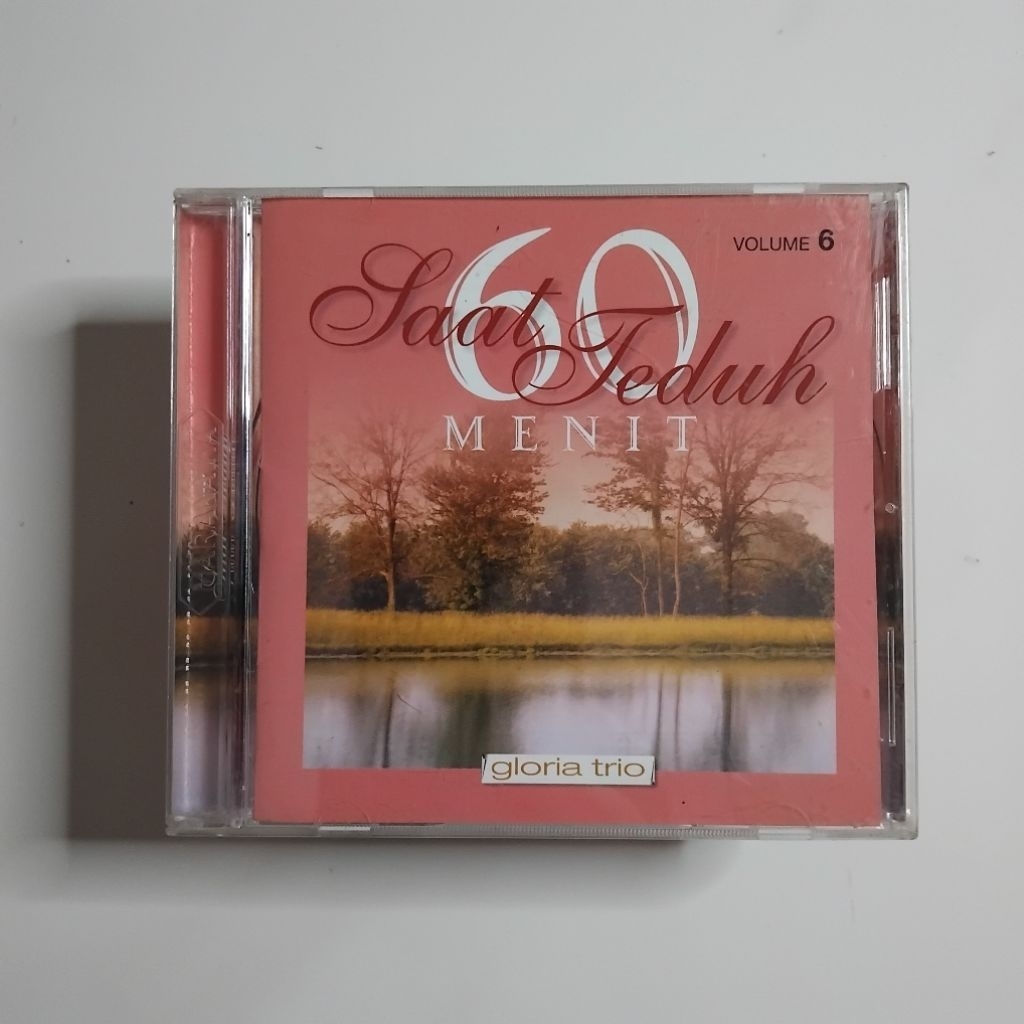 VOLUME 6
60
Saat Teduh
MENIT
gloria trio